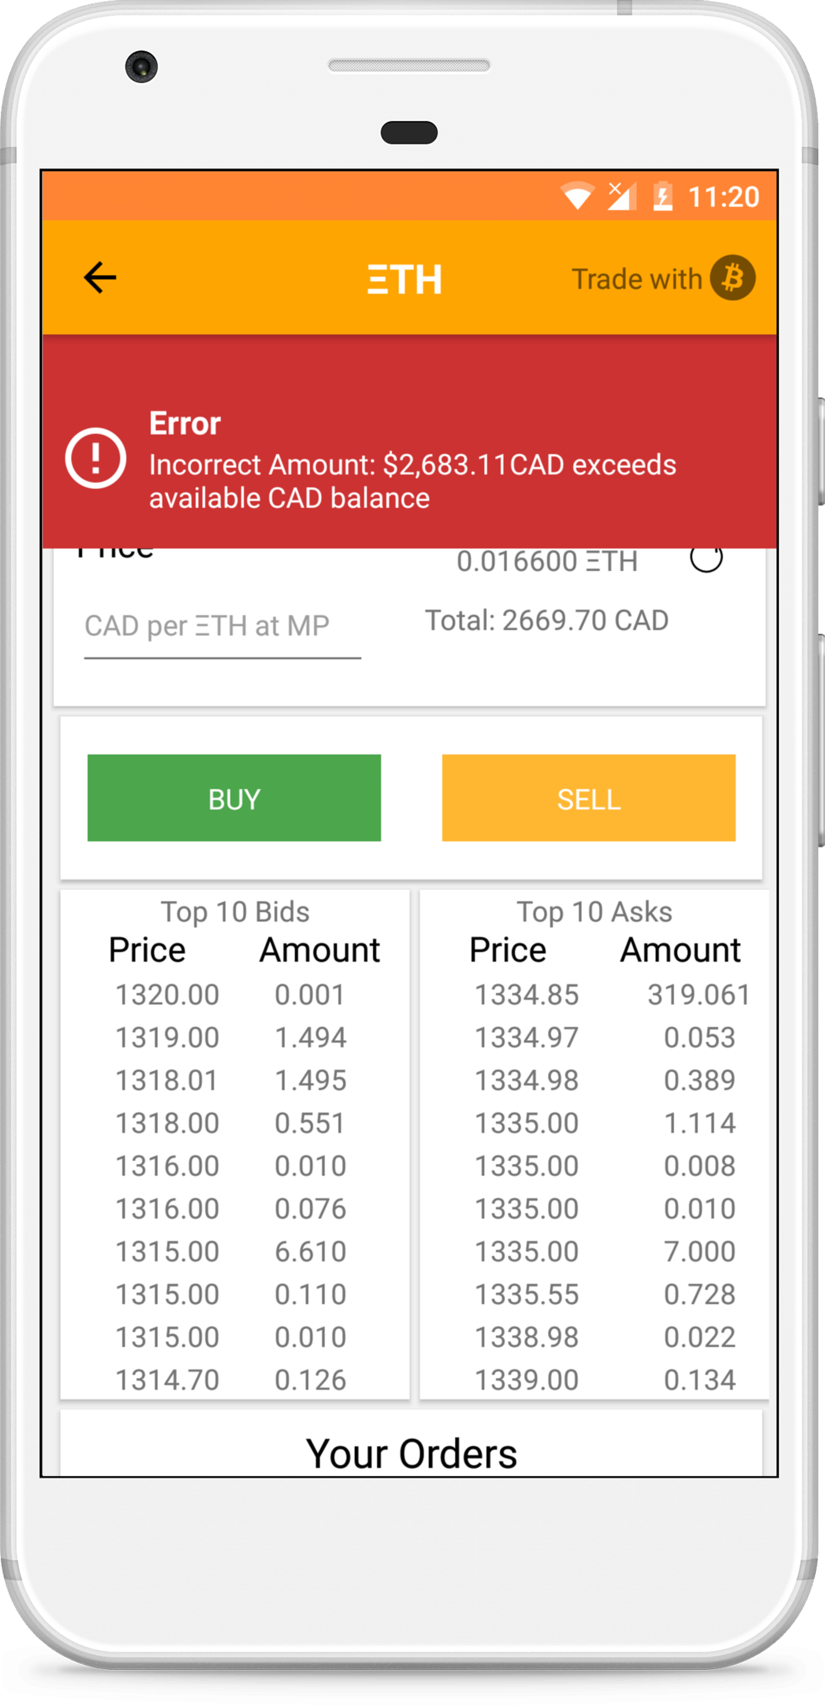 11:20
ΞTH
Trade with
Error
Incorrect Amount: $2,683.11CAD exceeds
available CAD balance
Price
0.016600 ΞTH
CAD per ΞTH at MP
Total: 2669.70 CAD
BUY
SELL
Top 10 Bids
Price Amount
1320.00 0.001
1319.00 1.494
1318.01 1.495
1318.00 0.551
1316.00 0.010
1316.00 0.076
1315.00 6.610
1315.00 0.110
1315.00 0.010
1314.70 0.126
Top 10 Asks
Price Amount
1334.85 319.061
1334.97 0.053
1334.98 0.389
1335.00 1.114
1335.00 0.008
1335.00 0.010
1335.00 7.000
1335.55 0.728
1338.98 0.022
1339.00 0.134
Your Orders